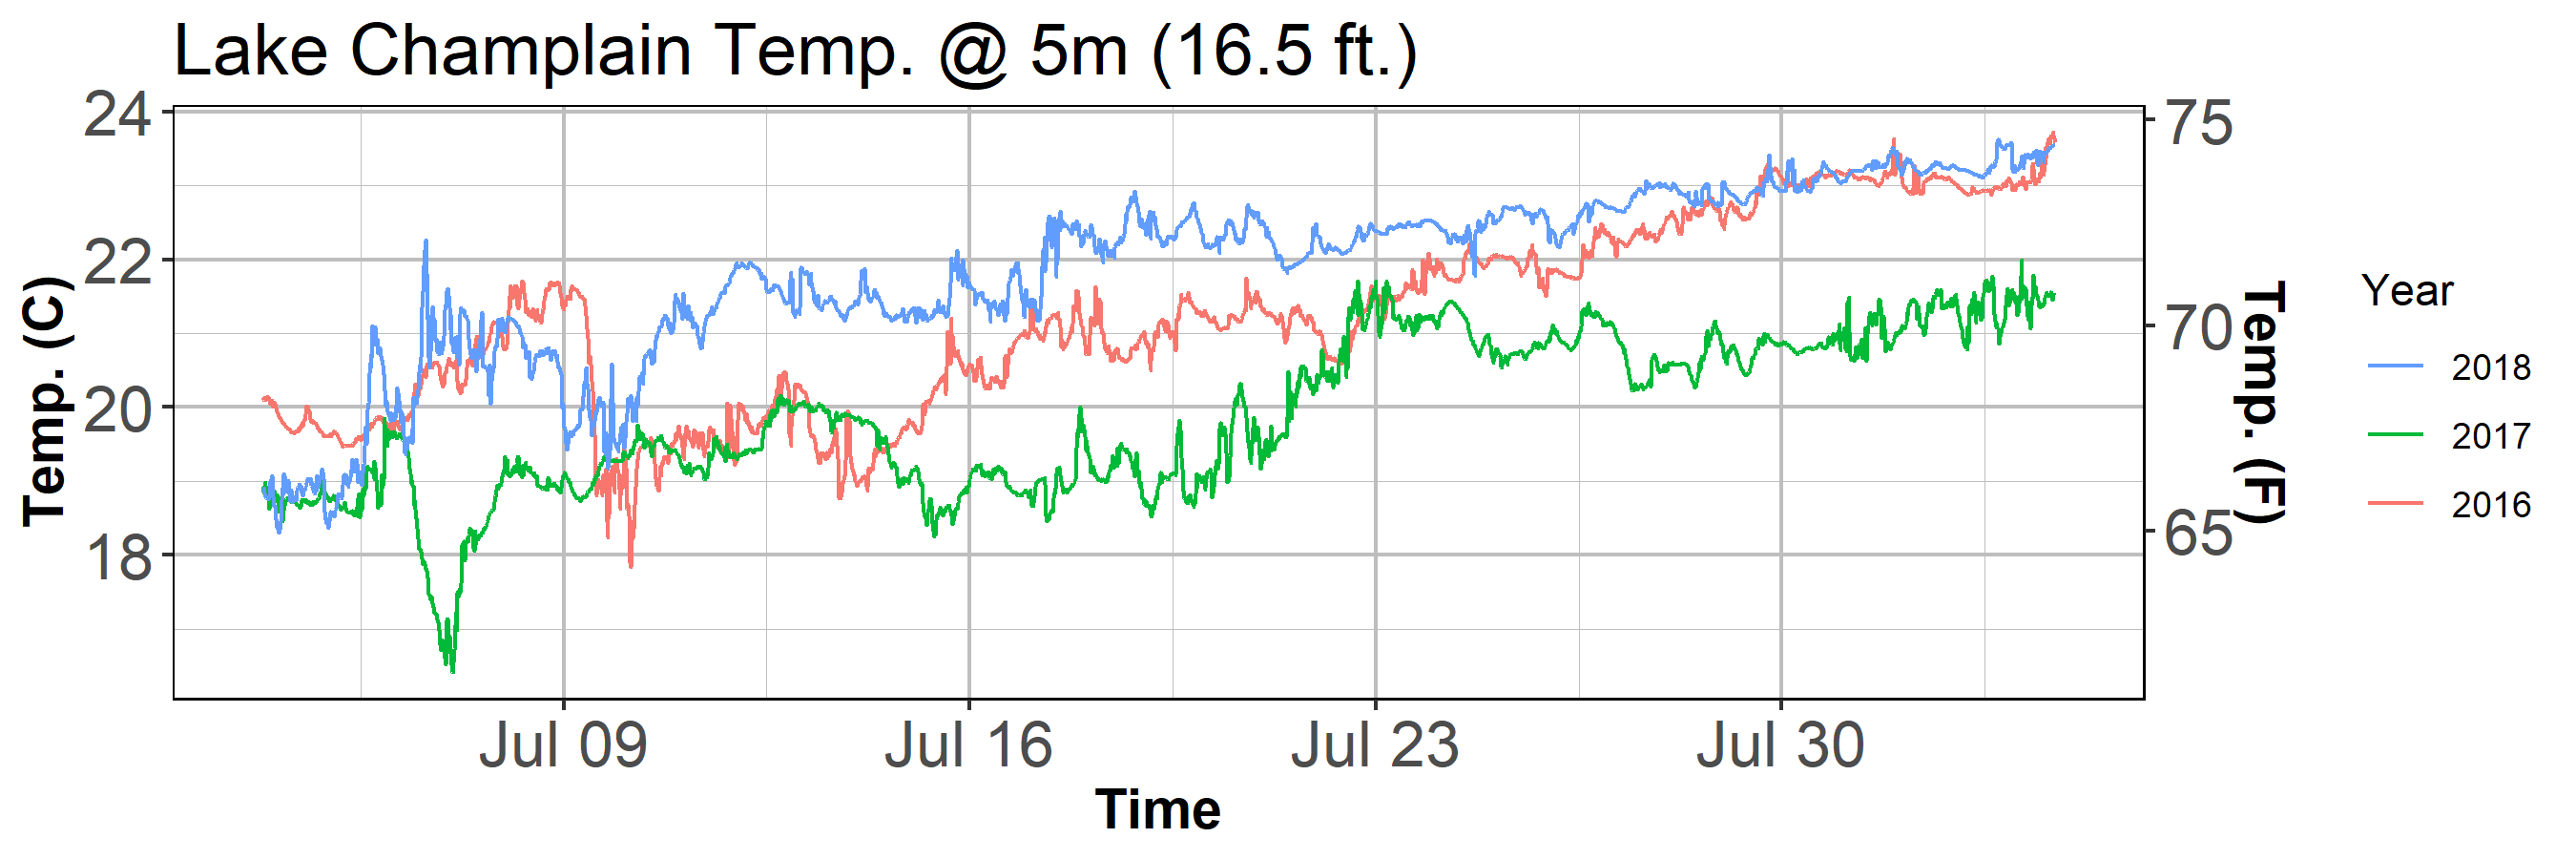 Lake Champlain Temp. @ 5m (16.5 ft.)
24
22
20
18
Temp. (C)
75
70
65
Temp. (F)
Jul 09
Jul 16
Jul 23
Jul 30
Time
Year
2018
2017
2016